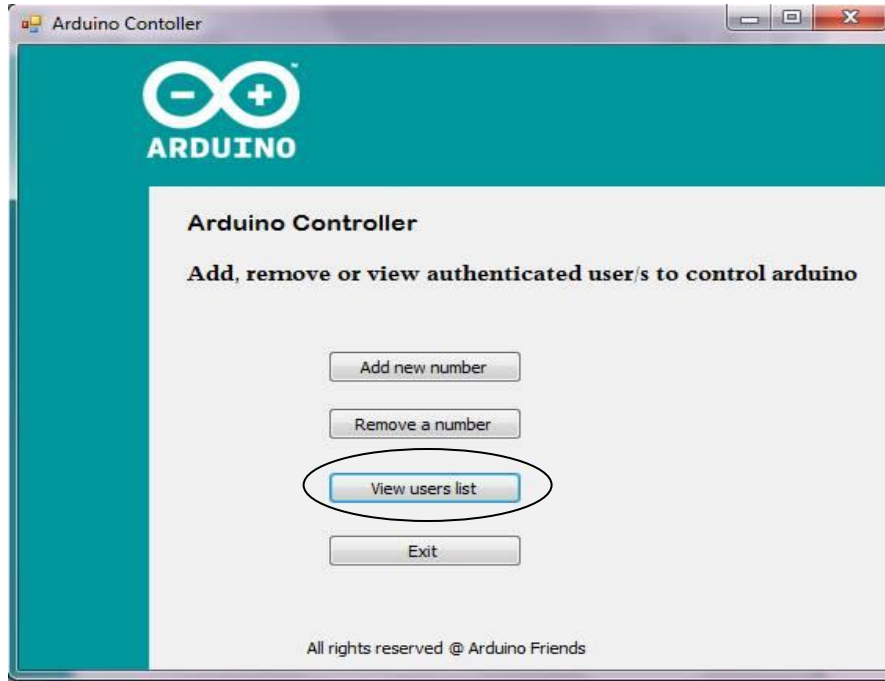 Arduino Contoller
ARDUINO
Arduino Controller
Add, remove or view authenticated user/s to control arduino
Add new number
Remove a number
View users list
Exit
All rights reserved @ Arduino Friends